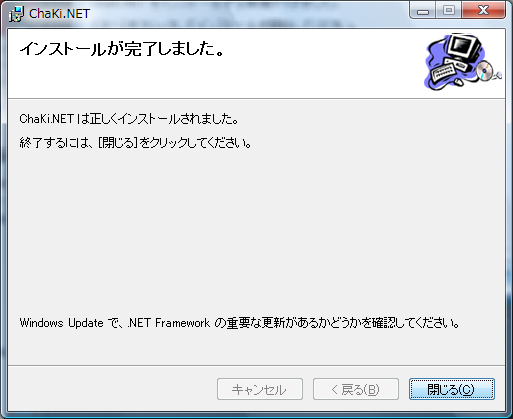 ChaKi.NET
インストールが完了しました。
ChaKi.NET は正しくインストールされました。
終了するには、[閉じる]をクリックしてください。
Windows Update で、.NET Framework の重要な更新があるかどうかを確認してください。
キャンセル
< 戻る(B)
閉じる(C)